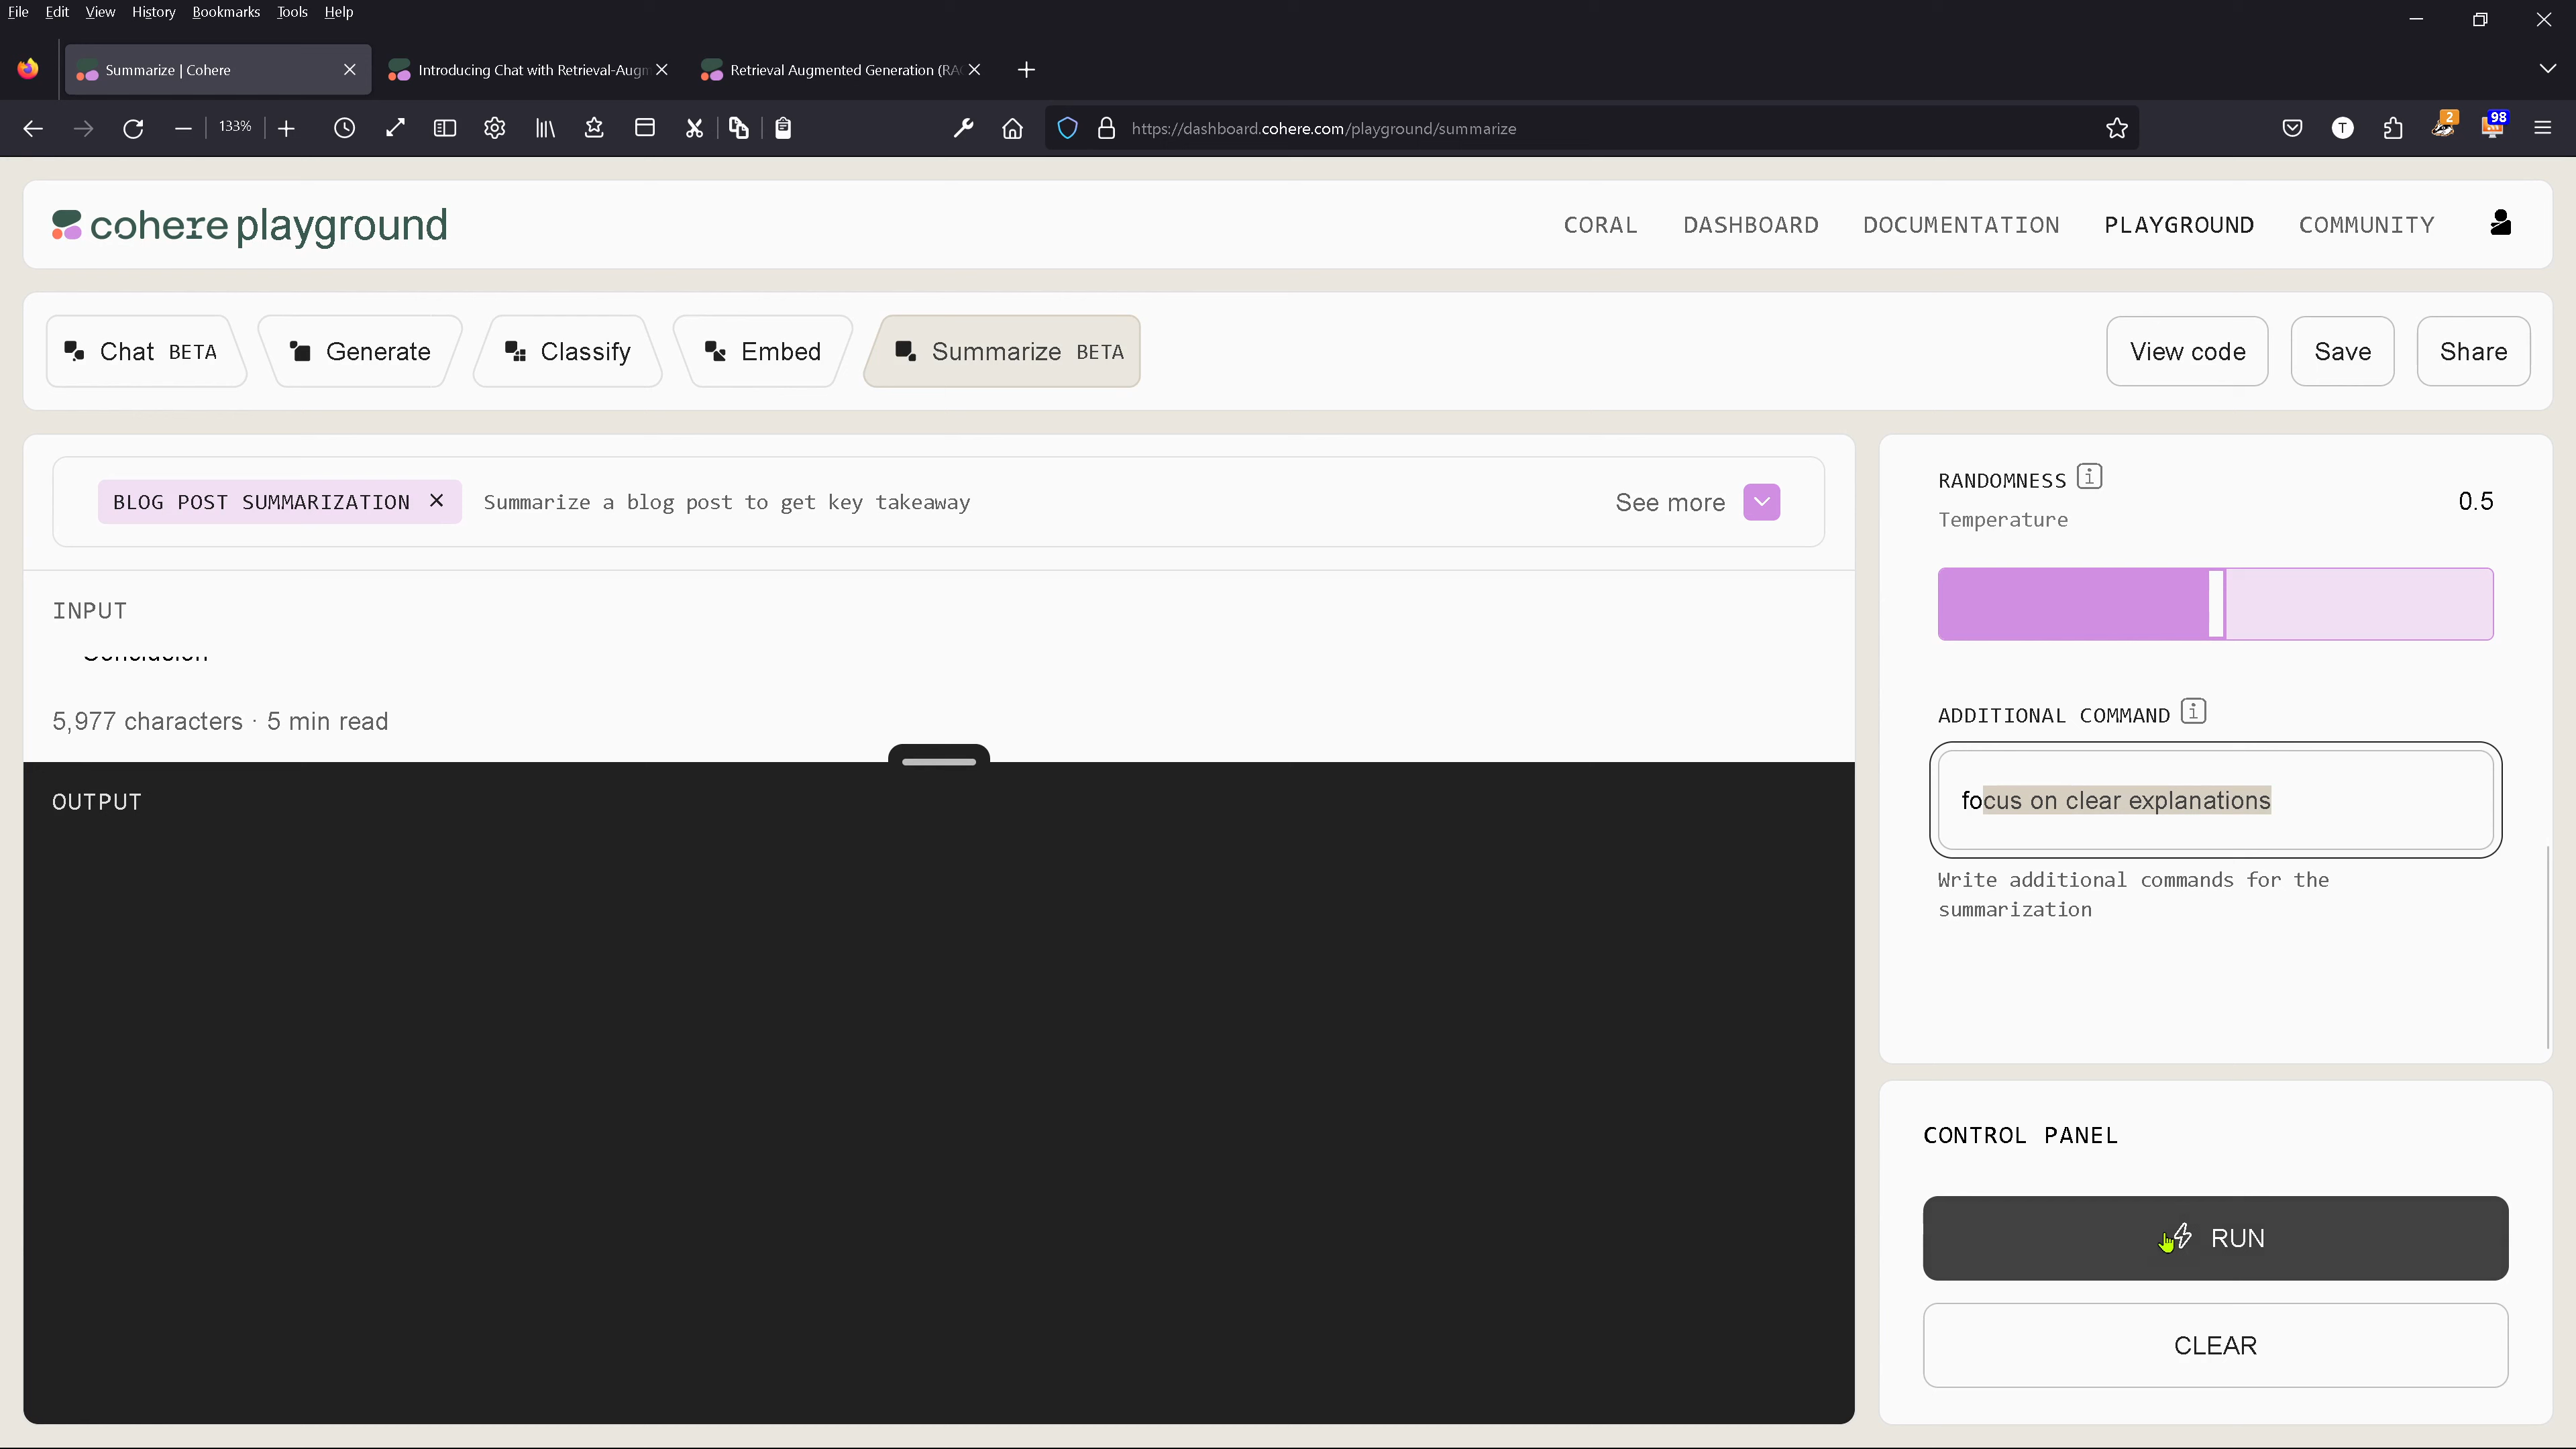 File Edit View History Bookmarks Tools Help
Summarize | Cohere
Introducing Chat with Retrieval-Augm
Retrieval Augmented Generation (RA
133%
T
2
98
https://dashboard.cohere.com/playground/summarize
cohere playground
CORAL DASHBOARD DOCUMENTATION PLAYGROUND COMMUNITY
Chat BETA
Generate
Classify
Embed
Summarize BETA
View code
Save
Share
BLOG POST SUMMARIZATION
Summarize a blog post to get key takeaway
See more
INPUT
Conclusion
5,977 characters · 5 min read
OUTPUT
RANDOMNESS
Temperature
0.5
ADDITIONAL COMMAND
focus on clear explanations
Write additional commands for the
summarization
CONTROL PANEL
RUN
CLEAR